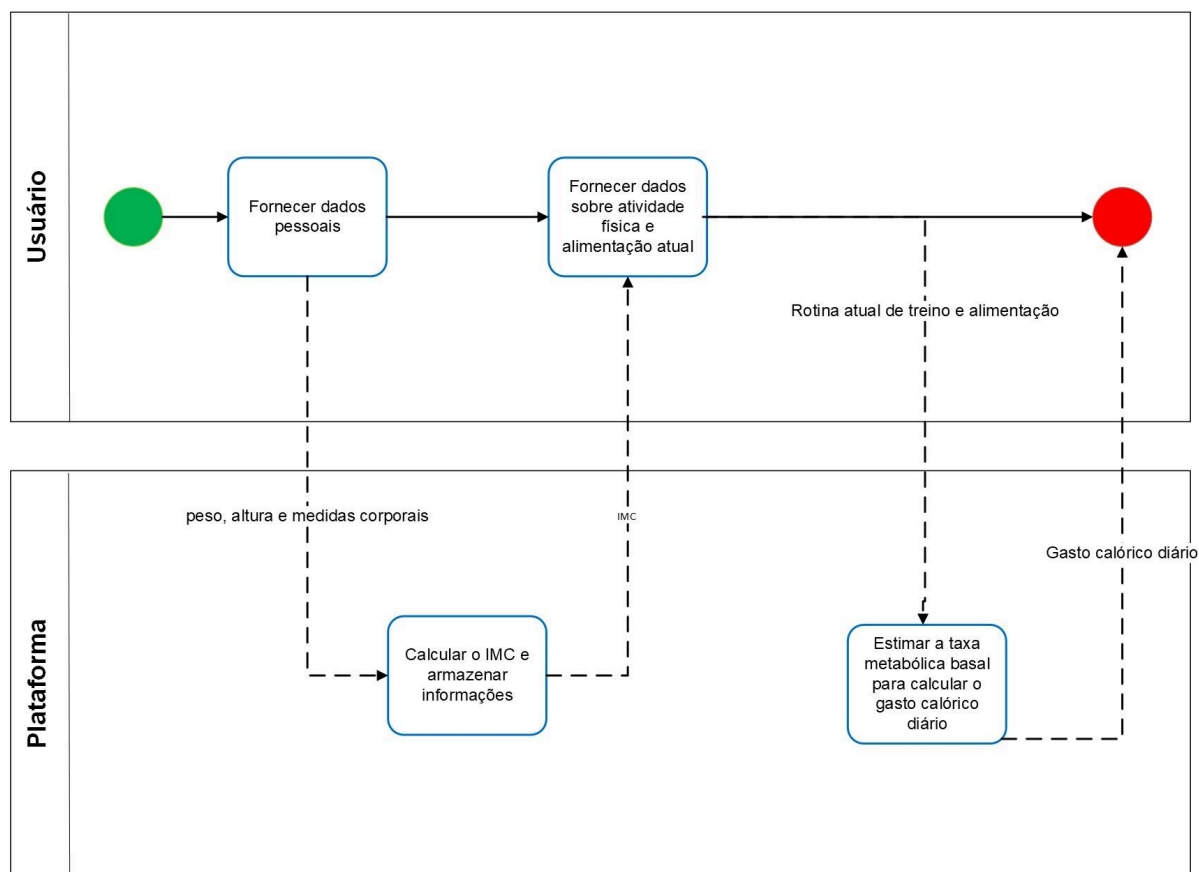 Usuário
Fornecer dados
pessoais
Fornecer dados
sobre atividade
física e
alimentação atual
Rotina atual de treino e alimentação
Plataforma
peso, altura e medidas corporais
IMC
Gasto calórico diário
Calcular o IMC e
armazenar
informações
Estimar a taxa
metabólica basal
para calcular o
gasto calórico
diário